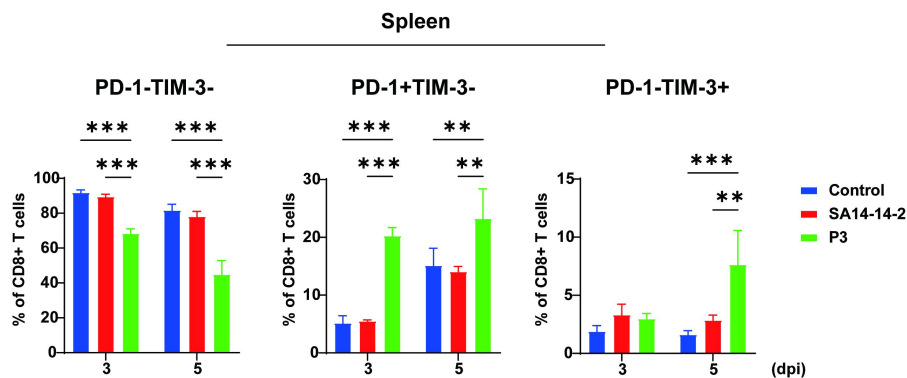 Spleen
PD-1-TIM-3-
PD-1+TIM-3-
PD-1-TIM-3+
*** ***
*** ***
*** **
*** **
***
**
% of CD8+ T cells
100
80
60
40
20
0
3 5
% of CD8+ T cells
30
20
10
0
3 5
% of CD8+ T cells
15
10
5
0
3 5
(dpi)
Control
SA14-14-2
P3